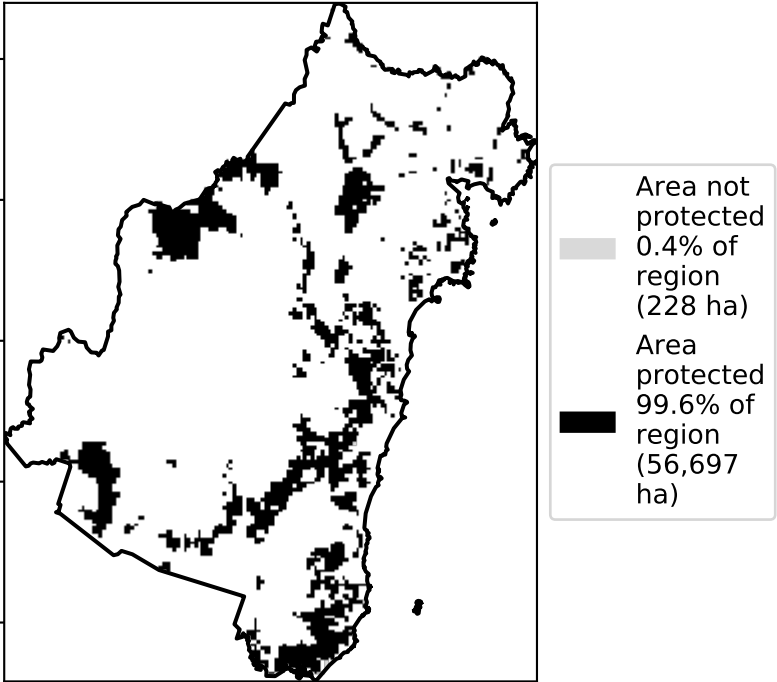 Area not
protected
0.4% of
region
(228 ha)
Area
protected
99.6% of
region
(56,697
ha)